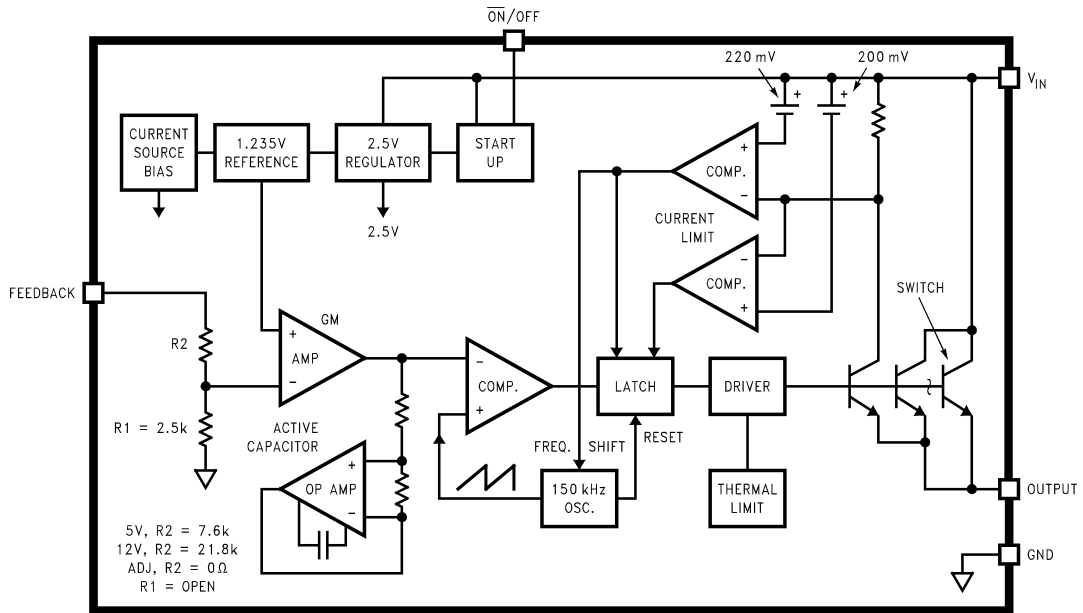 ON/OFF
220 mV
200 mV
+
+
VIN
CURRENT
SOURCE
BIAS
1.235V
REFERENCE
2.5V
REGULATOR
START
UP
2.5V
+
COMP.
−
CURRENT
LIMIT
−
COMP.
+
SWITCH
FEEDBACK
R2
R1 = 2.5k
GM
+
AMP
−
−
COMP.
+
LATCH
DRIVER
ACTIVE
CAPACITOR
+
OP AMP
−
FREQ. SHIFT
RESET
150 kHz
OSC.
THERMAL
LIMIT
OUTPUT
GND
5V, R2 = 7.6k
12V, R2 = 21.8k
ADJ, R2 = 0Ω
R1 = OPEN